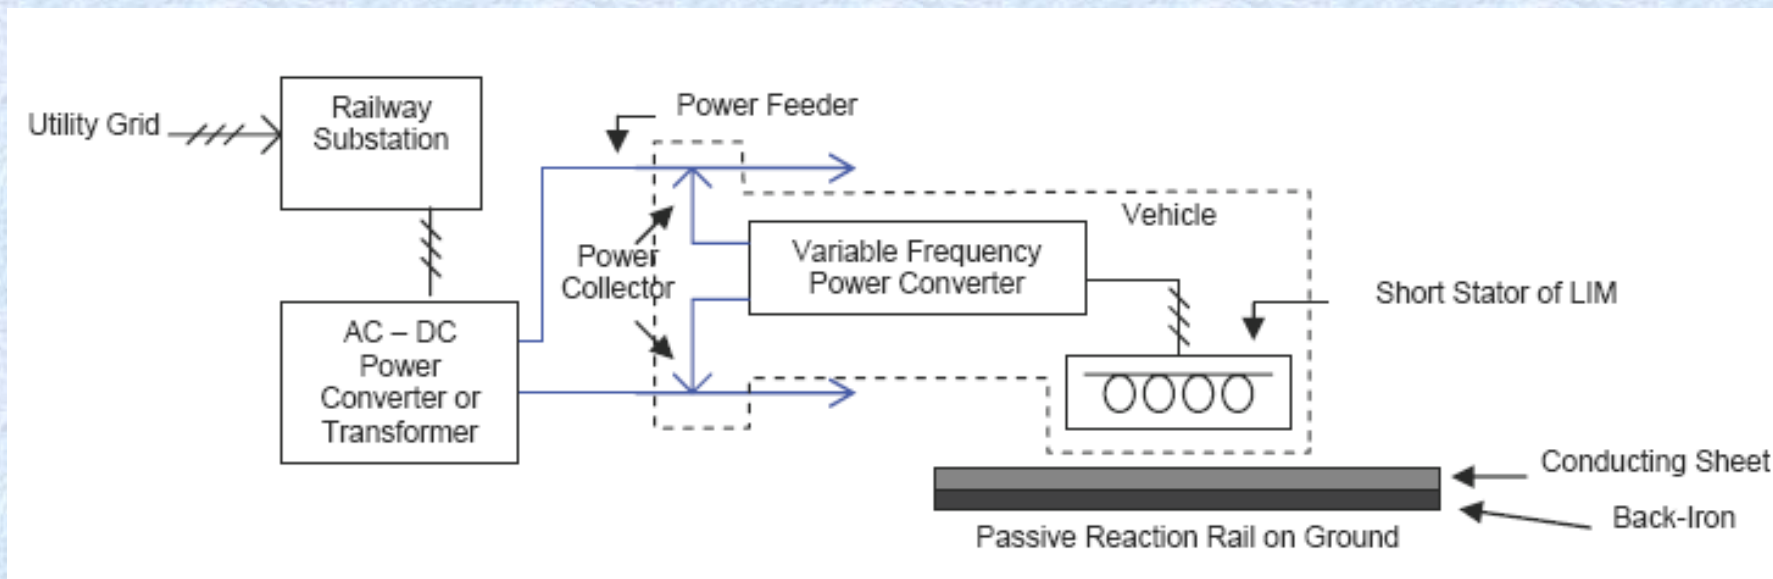 Utility Grid
Railway
Substation
Power Feeder
Vehicle
Power
Collector
Variable Frequency
Power Converter
Short Stator of LIM
AC – DC
Power
Converter or
Transformer
Conducting Sheet
Back-Iron
Passive Reaction Rail on Ground